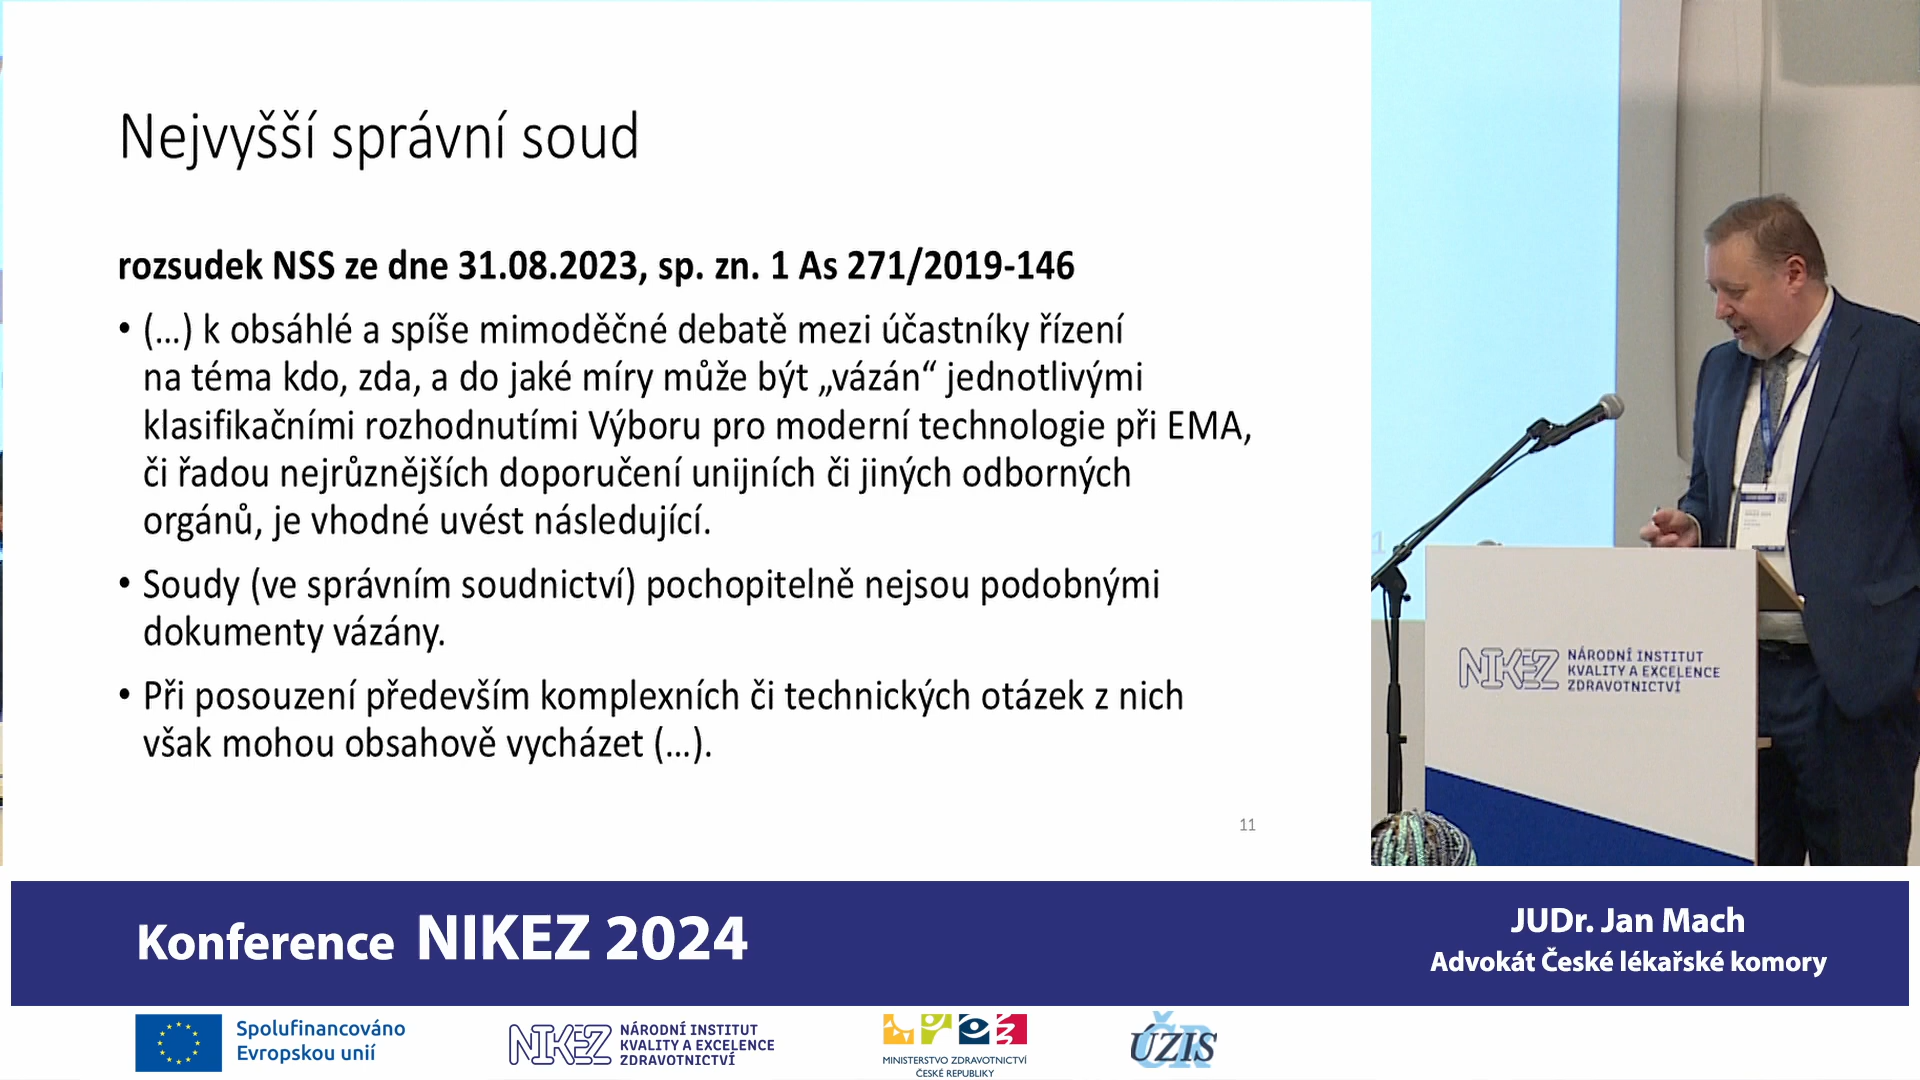 Nejvyšší správní soud
rozsudek NSS ze dne 31.08.2023, sp. zn. 1 As 271/2019-146
• (...) k obsáhlé a spíše mimoděčné debatě mezi účastníky řízení
na téma kdo, zda, a do jaké míry může být „vázán“ jednotlivými
klasifikačními rozhodnutími Výboru pro moderní technologie při EMA,
či řadou nejrůznějších doporučení unijních či jiných odborných
orgánů, je vhodné uvést následující.
• Soudy (ve správním soudnictví) pochopitelně nejsou podobnými
dokumenty vázány.
• Při posouzení především komplexních či technických otázek z nich
však mohou obsahově vycházet (...).
11
NIKEZ NÁRODNÍ INSTITUT
KVALITY A EXCELENCE
ZDRAVOTNICTVÍ
Konference NIKEZ 2024
JUDr. Jan Mach
Advokát České lékařské komory
Spolufinancováno
Evropskou unií
NIKEZ NÁRODNÍ INSTITUT
KVALITY A EXCELENCE
ZDRAVOTNICTVÍ
MINISTERSTVO ZDRAVOTNICTVÍ
ČESKÉ REPUBLIKY
ÚZIS
ČR